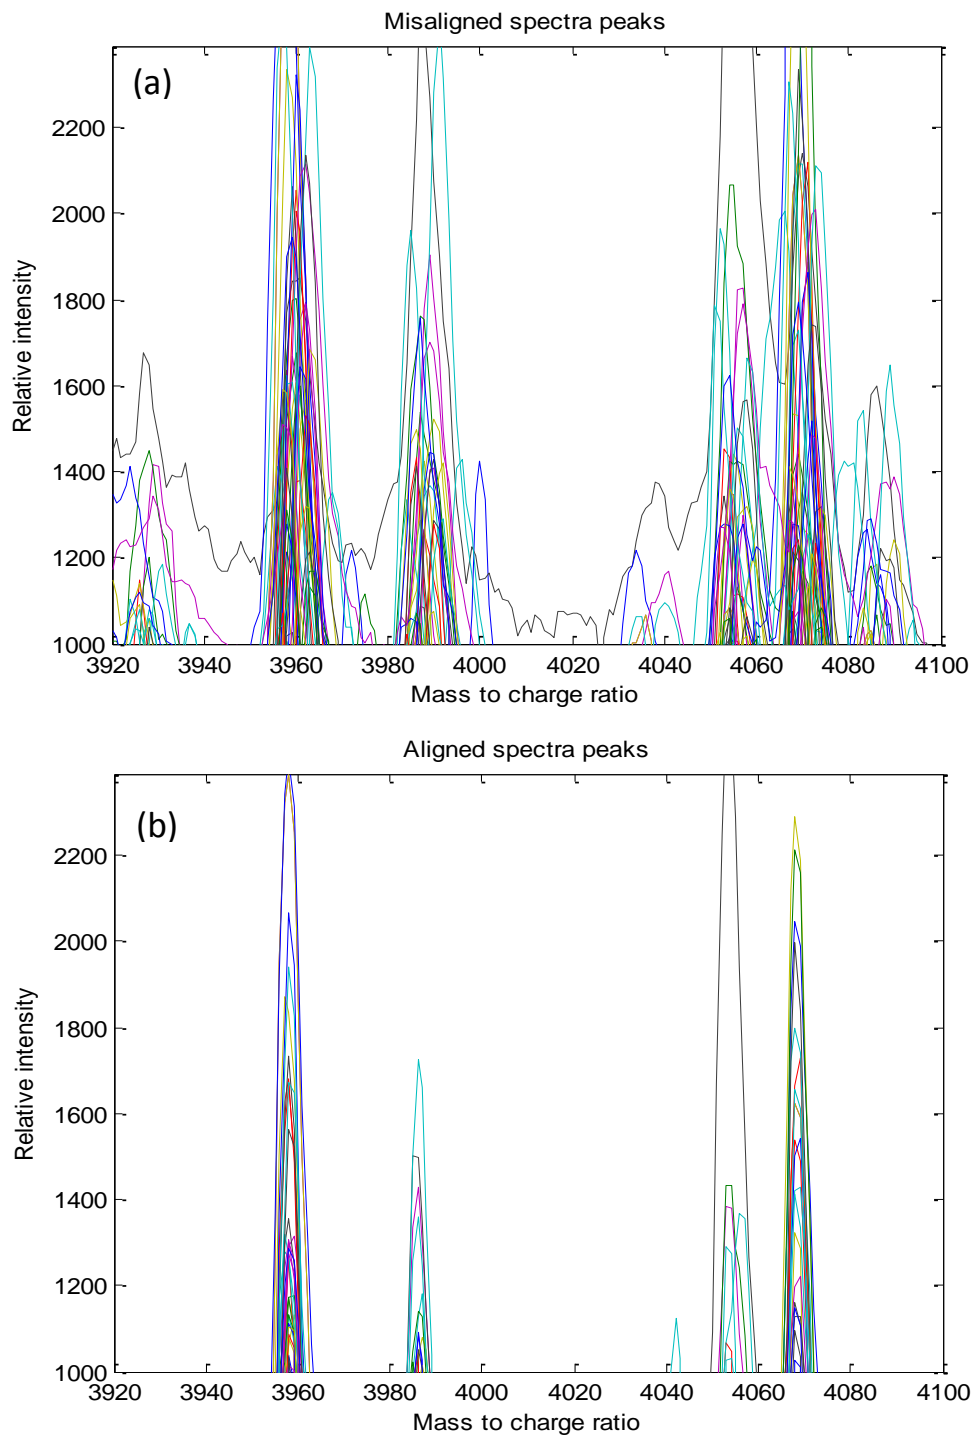 Misaligned spectra peaks
(a)
2200
2000
1800
1600
1400
1200
1000
Relative intensity
3920 3940 3960 3980 4000 4020 4040 4060 4080 4100
Mass to charge ratio
Aligned spectra peaks
(b)
2200
2000
1800
1600
1400
1200
1000
Relative intensity
3920 3940 3960 3980 4000 4020 4040 4060 4080 4100
Mass to charge ratio